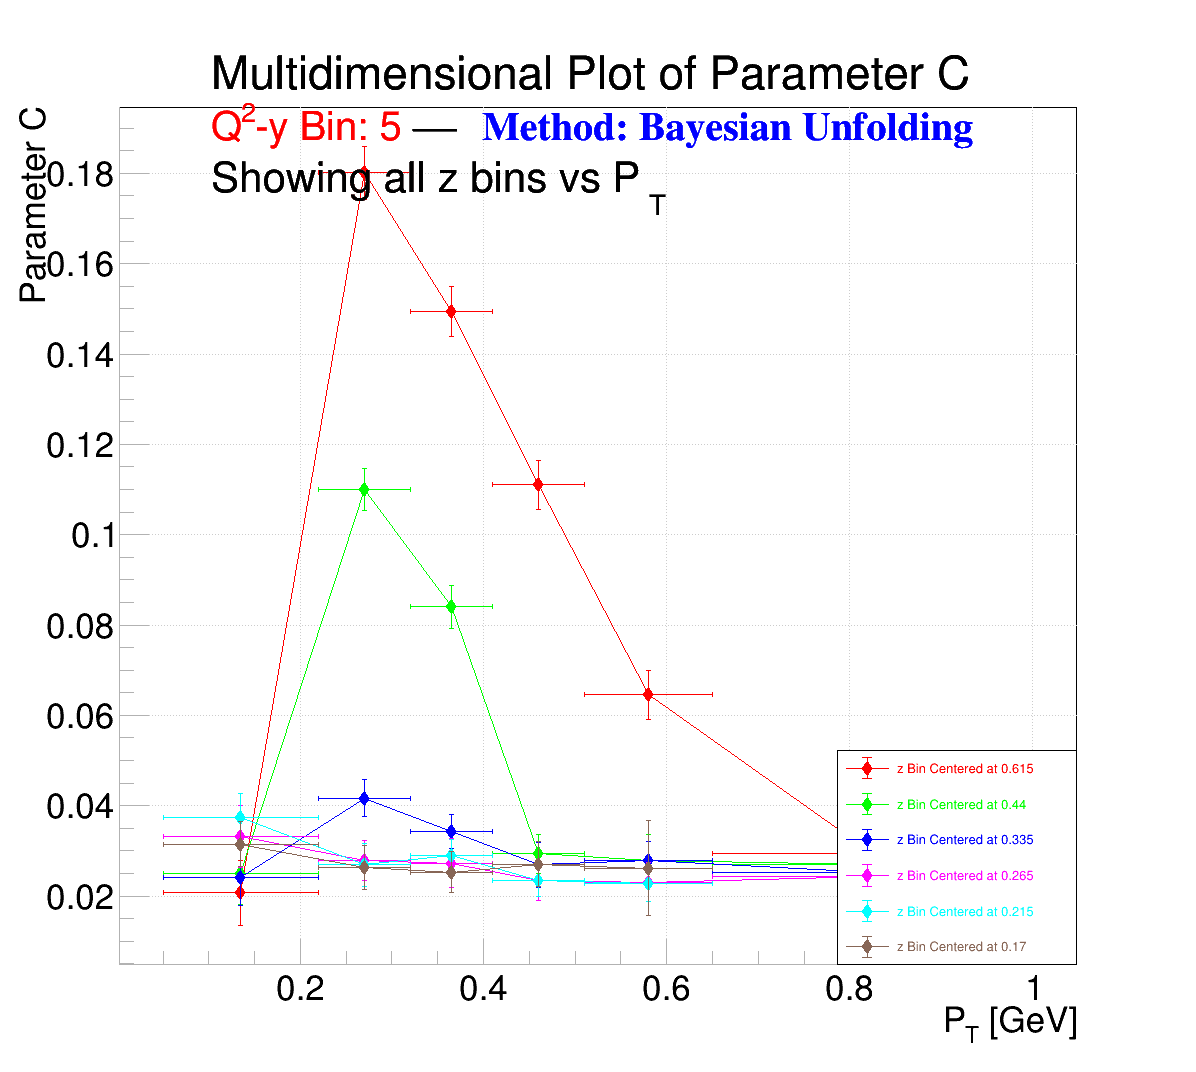 Multidimensional Plot of Parameter C
Q2-y Bin: 5 — Method: Bayesian Unfolding
Showing all z bins vs PT
Parameter C
0.18
0.16
0.14
0.12
0.1
0.08
0.06
0.04
0.02
z Bin Centered at 0.615
z Bin Centered at 0.44
z Bin Centered at 0.335
z Bin Centered at 0.265
z Bin Centered at 0.215
z Bin Centered at 0.17
0.2 0.4 0.6 0.8 1
PT [GeV]